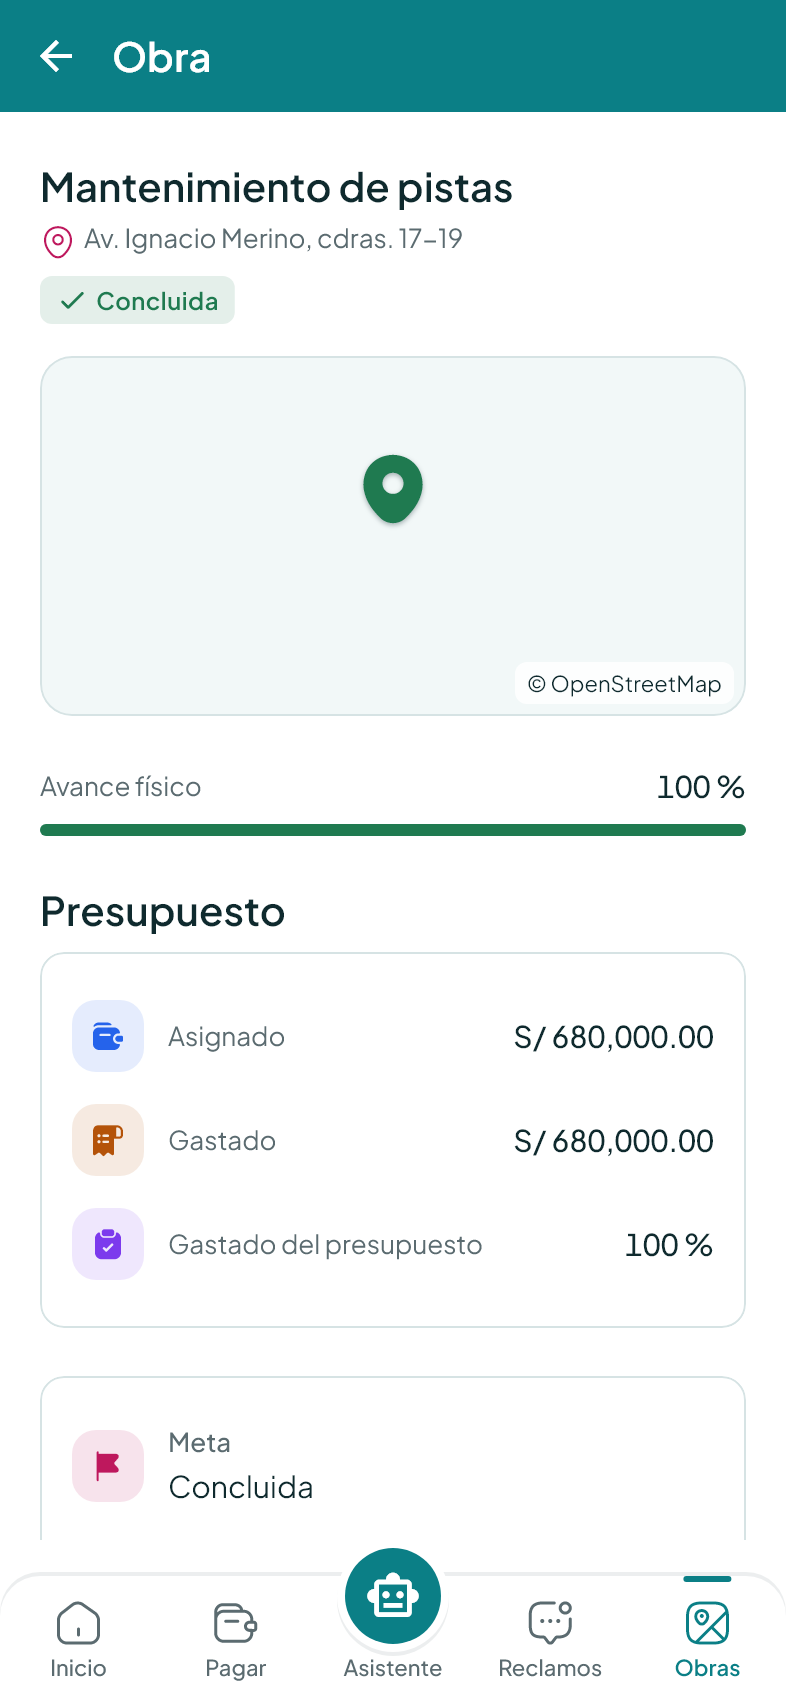 Obra
Mantenimiento de pistas
Av. Ignacio Merino, cdras. 17–19
Concluida
© OpenStreetMap
Avance físico 100 %
Presupuesto
Asignado S/ 680,000.00
Gastado S/ 680,000.00
Gastado del presupuesto 100 %
Meta
Concluida
Inicio Pagar Asistente Reclamos Obras